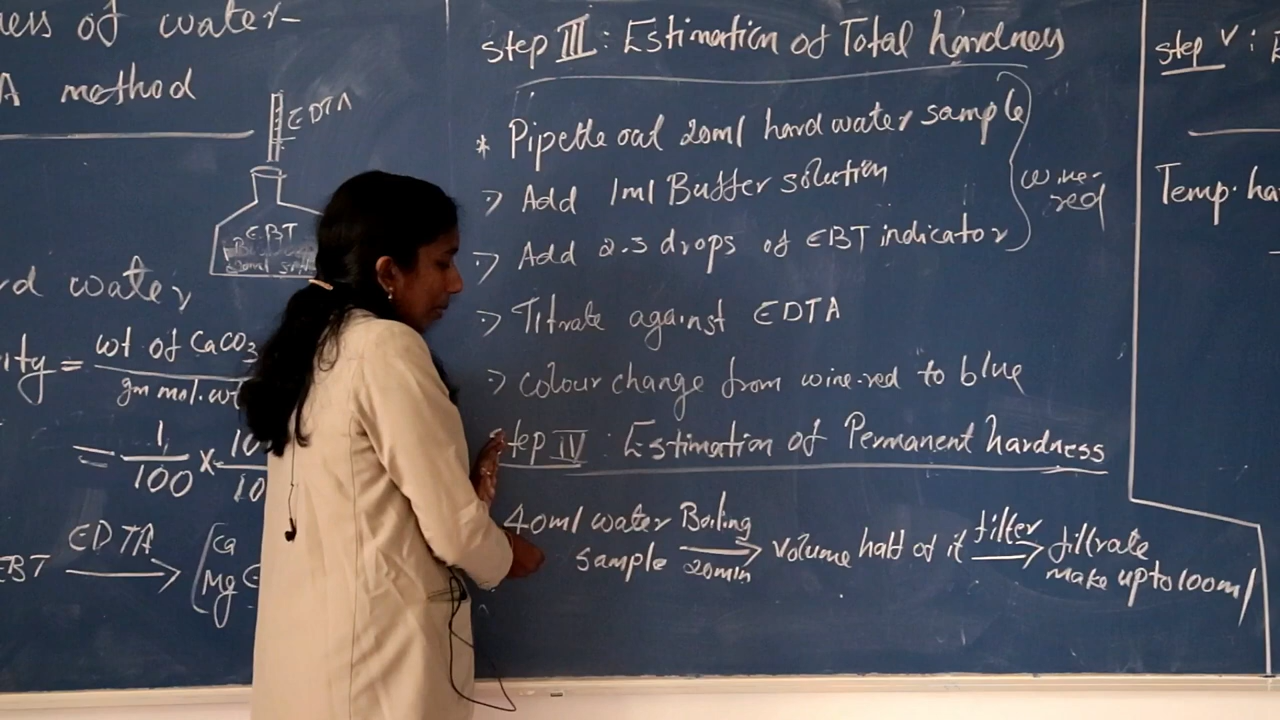 ess of water-
A method
EDTA
EBT
rd water
ity = wt of CaCO3
gm mol. wt
= 1/100 × 10
10
EBT EDTA [Ca
Mg E
step III : Estimation of Total hardness
* Pipette out 20ml hard water sample
-> Add 1ml Buffer solution
-> Add 2-3 drops of EBT indicator
wine-
red
-> Titrate against EDTA
-> colour change from wine-red to blue
step IV : Estimation of Permanent hardness
40ml water Boiling filter
sample 20min -> volume half of it -> filtrate
make upto 100ml
step V :
Temp. ha